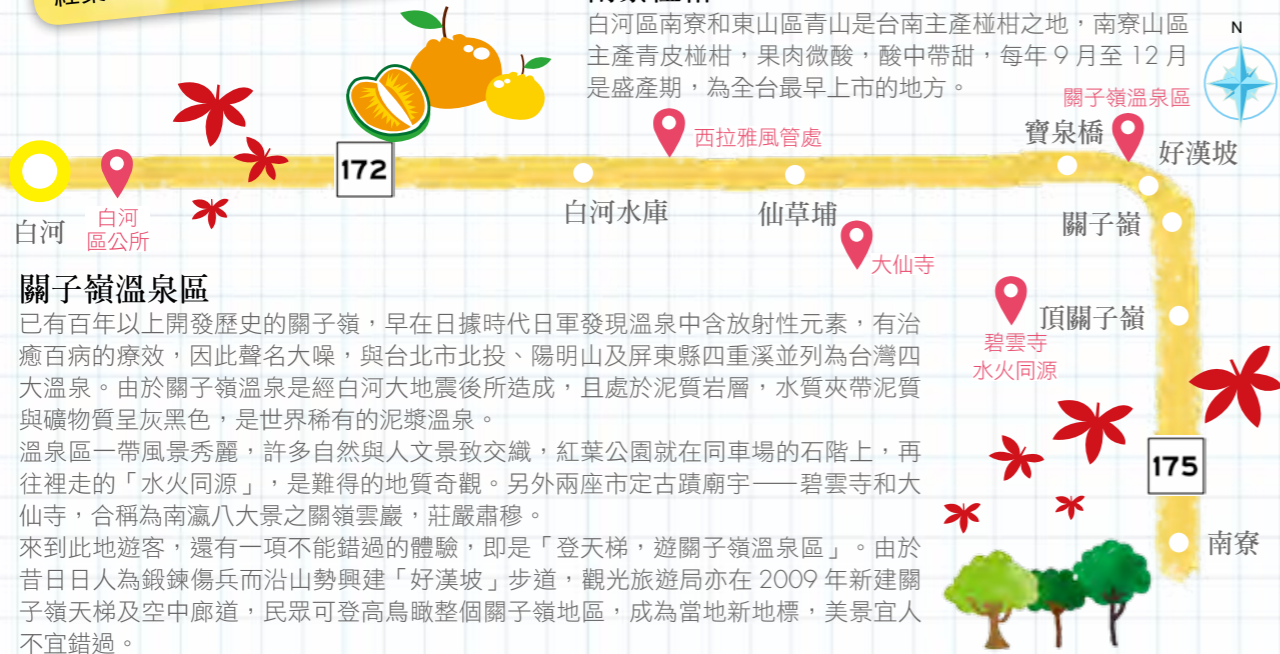 白河區南寮和東山區青山是台南主產椪柑之地，南寮山區
主產青皮椪柑，果肉微酸，酸中帶甜，每年 9 月至 12 月
是盛產期，為全台最早上市的地方。
N
關子嶺溫泉區
西拉雅風管處
寶泉橋
好漢坡
172
白河
白河
區公所
白河水庫
仙草埔
關子嶺
大仙寺
頂關子嶺
碧雲寺
水火同源
175
南寮
關子嶺溫泉區
已有百年以上開發歷史的關子嶺，早在日據時代日軍發現溫泉中含放射性元素，有治
癒百病的療效，因此聲名大噪，與台北市北投、陽明山及屏東縣四重溪並列為台灣四
大溫泉。由於關子嶺溫泉是經白河大地震後所造成，且處於泥質岩層，水質夾帶泥質
與礦物質呈灰黑色，是世界稀有的泥漿溫泉。
溫泉區一帶風景秀麗，許多自然與人文景致交織，紅葉公園就在同車場的石階上，再
往裡走的「水火同源」，是難得的地質奇觀。另外兩座市定古蹟廟宇——碧雲寺和大
仙寺，合稱為南瀛八大景之關嶺雲巖，莊嚴肅穆。
來到此地遊客，還有一項不能錯過的體驗，即是「登天梯，遊關子嶺溫泉區」。由於
昔日日人為鍛鍊傷兵而沿山勢興建「好漢坡」步道，觀光旅遊局亦在 2009 年新建關
子嶺天梯及空中廊道，民眾可登高鳥瞰整個關子嶺地區，成為當地新地標，美景宜人
不宜錯過。